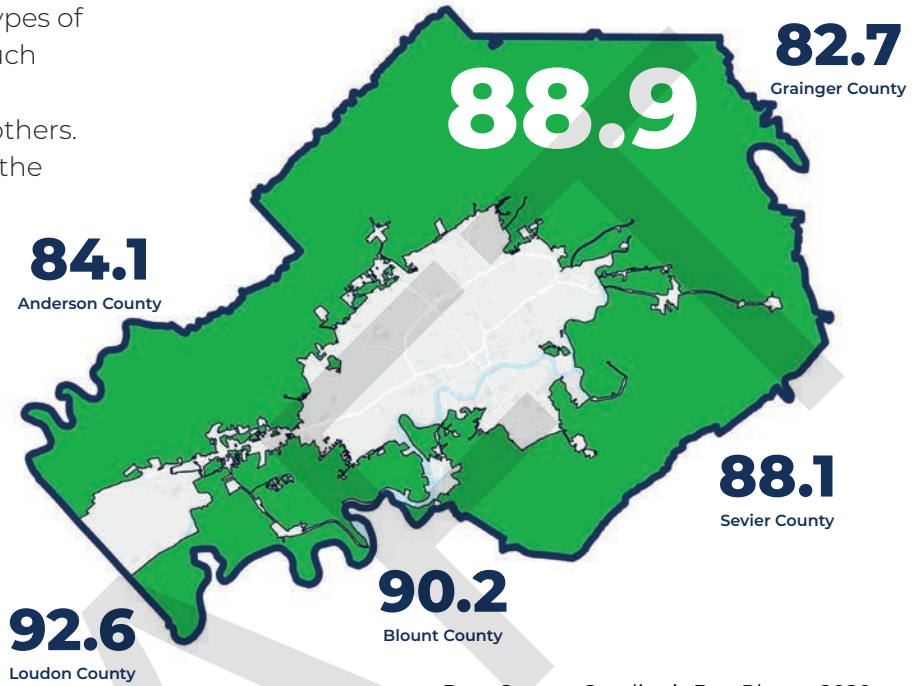 ypes of
uch
others.
the
82.7
Grainger County
88.9
84.1
Anderson County
88.1
Sevier County
90.2
Blount County
92.6
Loudon County